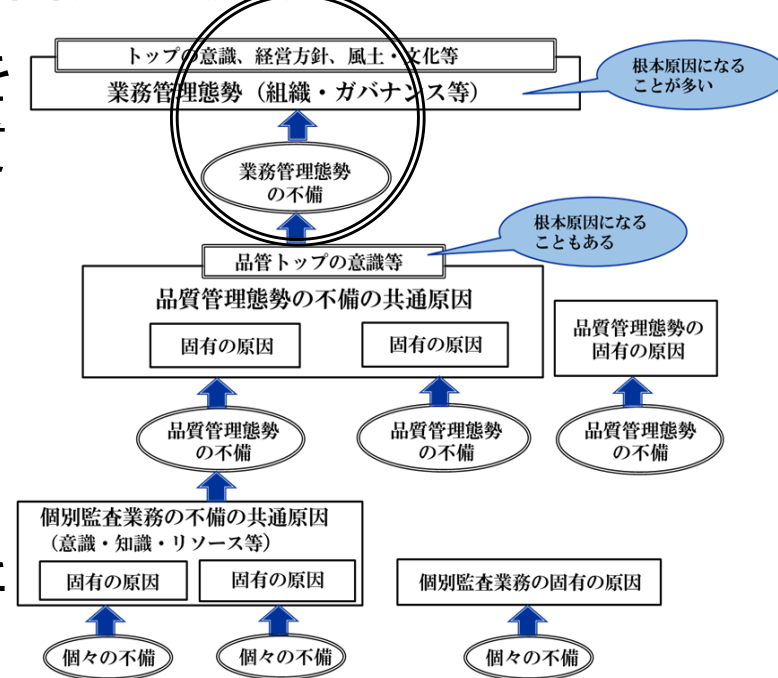 トップの意識、経営方針、風土・文化等
業務管理態勢（組織・ガバナンス等）
根本原因になる
ことが多い
業務管理態勢
の不備
根本原因になる
こともある
品管トップの意識等
品質管理態勢の不備の共通原因
固有の原因
固有の原因
品質管理態勢の
固有の原因
品質管理態勢
の不備
品質管理態勢
の不備
品質管理態勢
の不備
個別監査業務の不備の共通原因
（意識・知識・リソース等）
固有の原因
固有の原因
個別監査業務の固有の原因
個々の不備
個々の不備
個々の不備